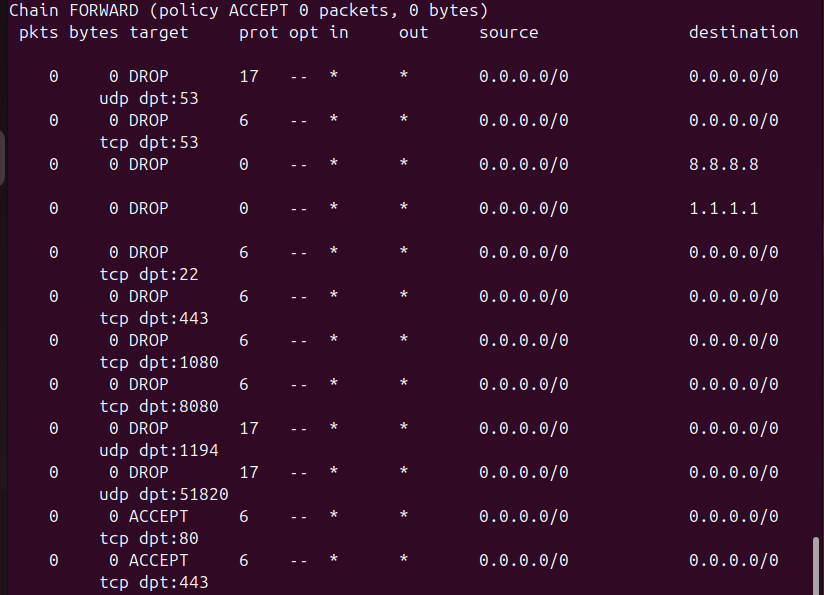 Chain FORWARD (policy ACCEPT 0 packets, 0 bytes)
pkts bytes target prot opt in out source destination
0 0 DROP 17 -- * * 0.0.0.0/0 0.0.0.0/0
udp dpt:53
0 0 DROP 6 -- * * 0.0.0.0/0 0.0.0.0/0
tcp dpt:53
0 0 DROP 0 -- * * 0.0.0.0/0 8.8.8.8
0 0 DROP 0 -- * * 0.0.0.0/0 1.1.1.1
0 0 DROP 6 -- * * 0.0.0.0/0 0.0.0.0/0
tcp dpt:22
0 0 DROP 6 -- * * 0.0.0.0/0 0.0.0.0/0
tcp dpt:443
0 0 DROP 6 -- * * 0.0.0.0/0 0.0.0.0/0
tcp dpt:1080
0 0 DROP 6 -- * * 0.0.0.0/0 0.0.0.0/0
tcp dpt:8080
0 0 DROP 17 -- * * 0.0.0.0/0 0.0.0.0/0
udp dpt:1194
0 0 DROP 17 -- * * 0.0.0.0/0 0.0.0.0/0
udp dpt:51820
0 0 ACCEPT 6 -- * * 0.0.0.0/0 0.0.0.0/0
tcp dpt:80
0 0 ACCEPT 6 -- * * 0.0.0.0/0 0.0.0.0/0
tcp dpt:443